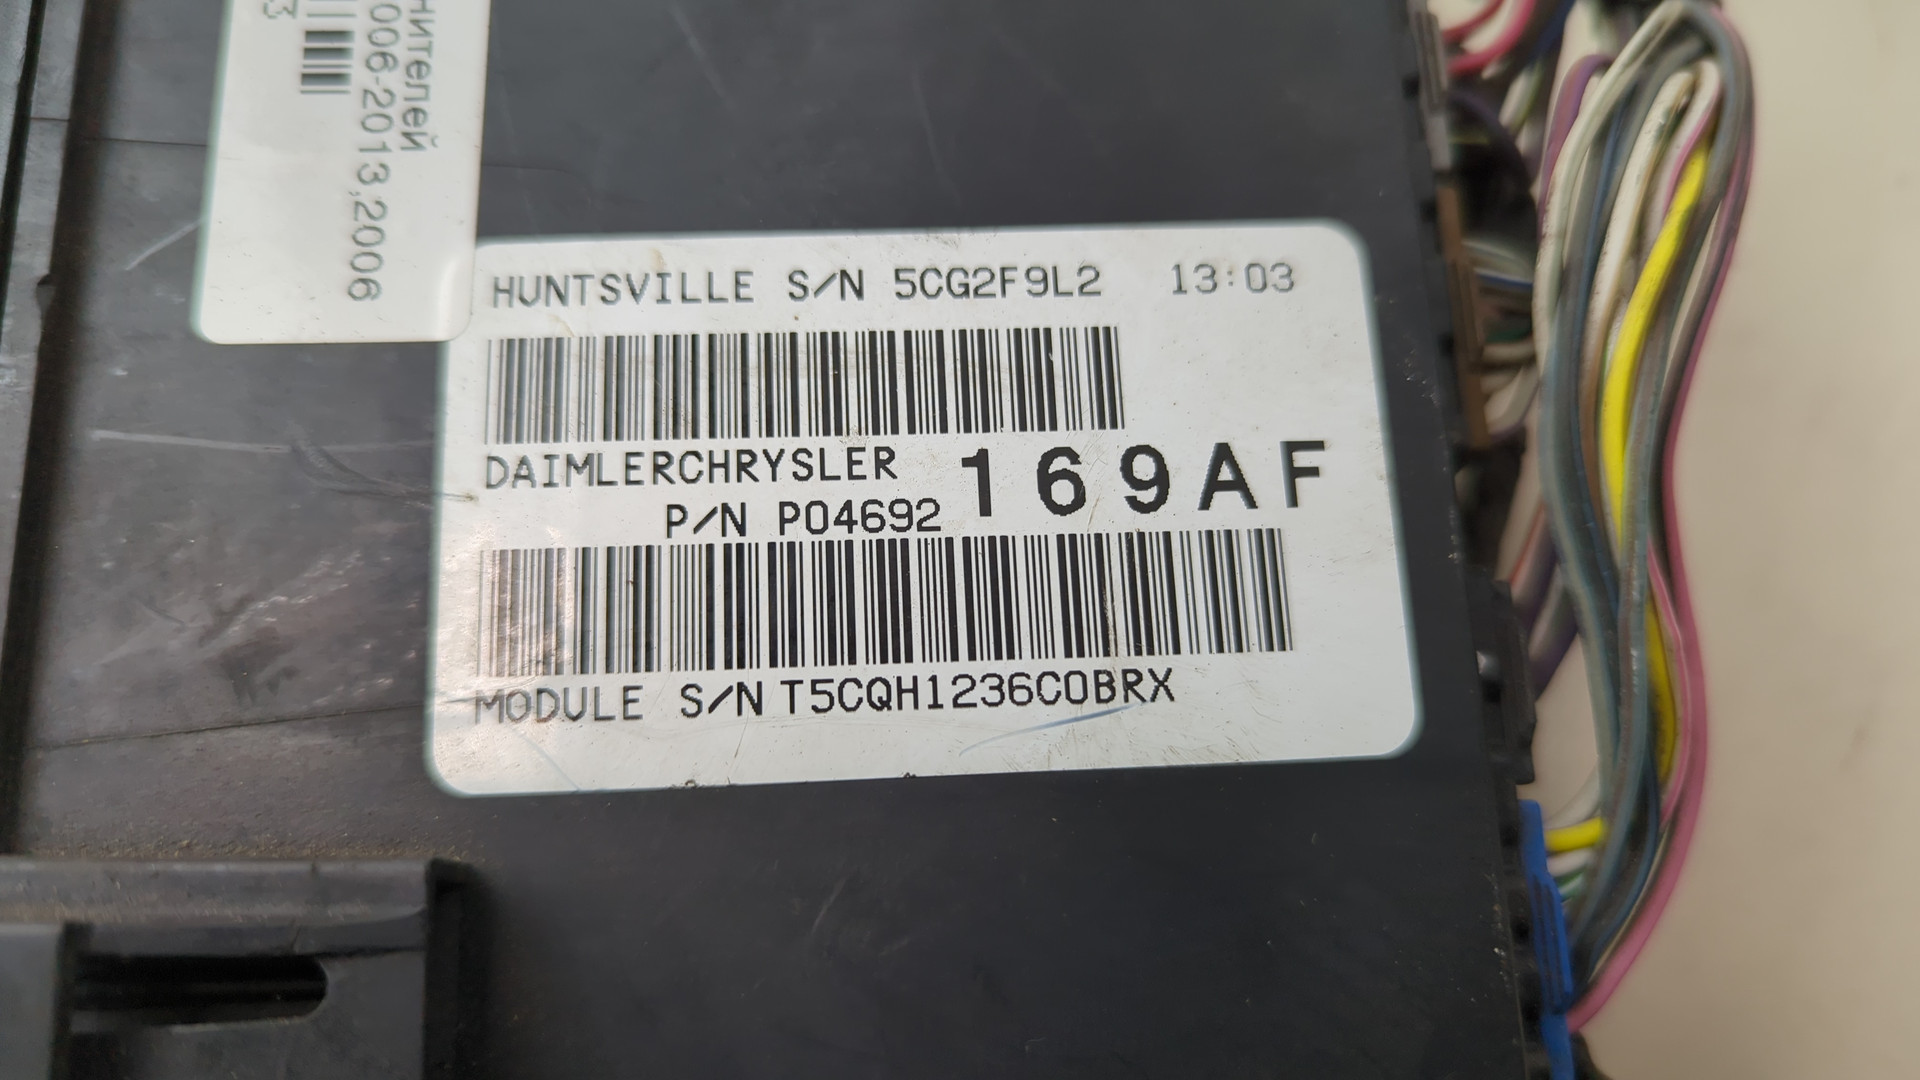 нителей
006-2013,2006
3
HUNTSVILLE S/N 5CG2F9L2 13:03
DAIMLERCHRYSLER 169AF
P/N P04692
MODULE S/N T5CQH1236C0BRX